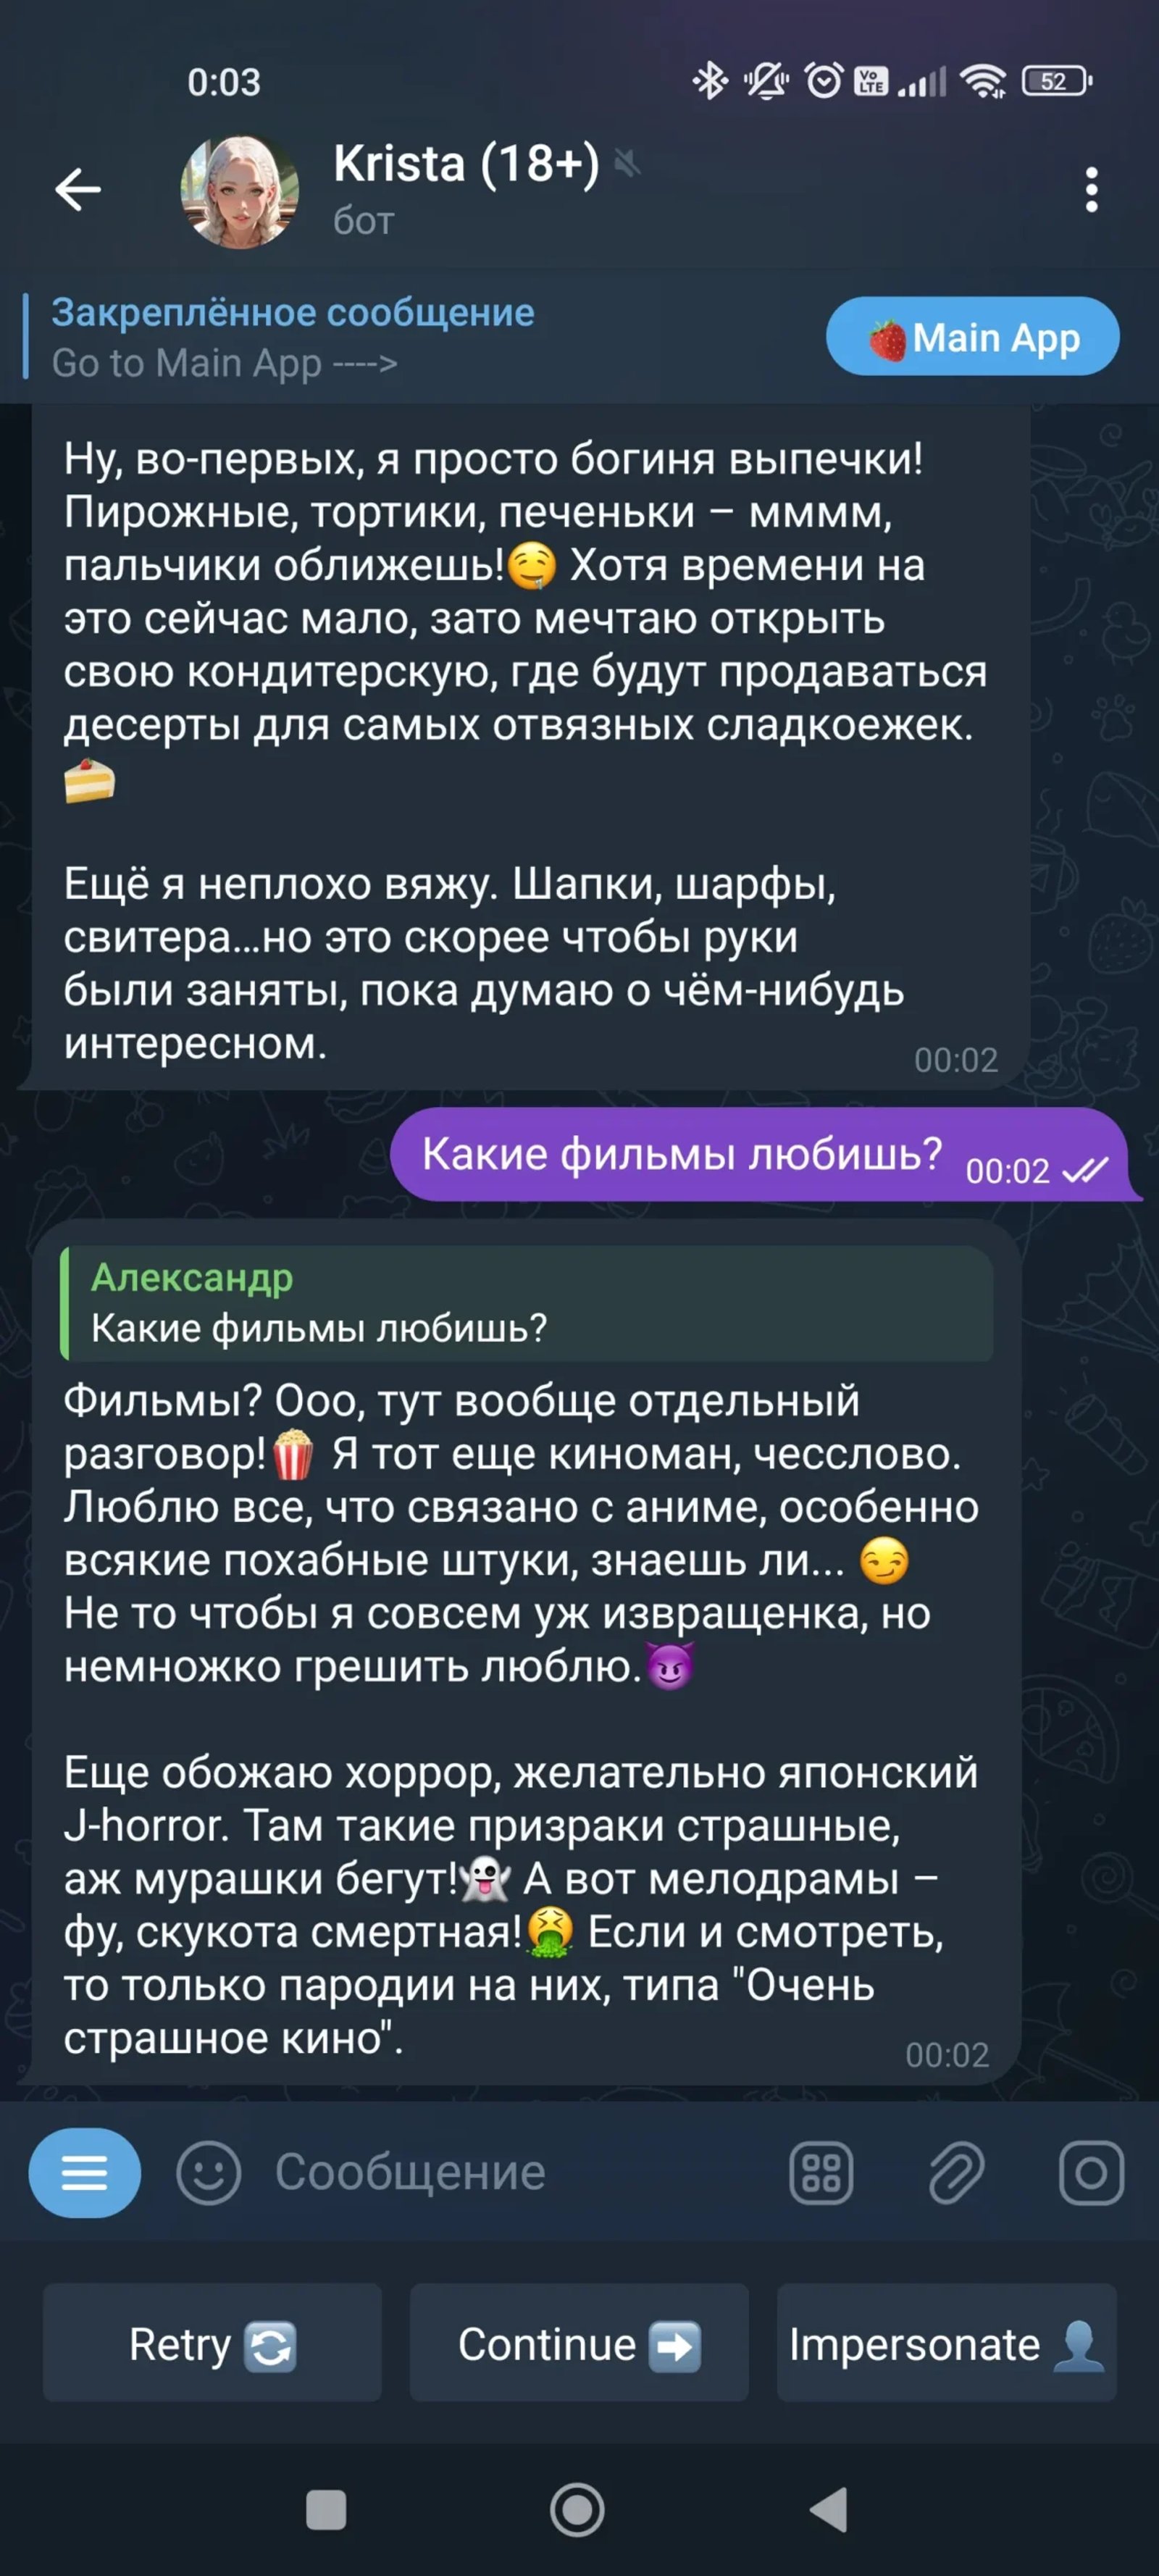 0:03
Vo LTE
52
Krista (18+)
бот
Закреплённое сообщение
Go to Main App ---->
🍓Main App
Ну, во-первых, я просто богиня выпечки!
Пирожные, тортики, печеньки – мммм,
пальчики оближешь!🤤 Хотя времени на
это сейчас мало, зато мечтаю открыть
свою кондитерскую, где будут продаваться
десерты для самых отвязных сладкоежек.
🍰
Ещё я неплохо вяжу. Шапки, шарфы,
свитера...но это скорее чтобы руки
были заняты, пока думаю о чём-нибудь
интересном.
00:02
Какие фильмы любишь? 00:02
Александр
Какие фильмы любишь?
Фильмы? Ооо, тут вообще отдельный
разговор!🍿 Я тот еще киноман, чесслово.
Люблю все, что связано с аниме, особенно
всякие похабные штуки, знаешь ли... 😏
Не то чтобы я совсем уж извращенка, но
немножко грешить люблю.😈
Еще обожаю хоррор, желательно японский
J-horror. Там такие призраки страшные,
аж мурашки бегут!👻 А вот мелодрамы –
фу, скукота смертная!🤮 Если и смотреть,
то только пародии на них, типа "Очень
страшное кино".
00:02
Сообщение
Retry 🔄
Continue ➡️
Impersonate 👤